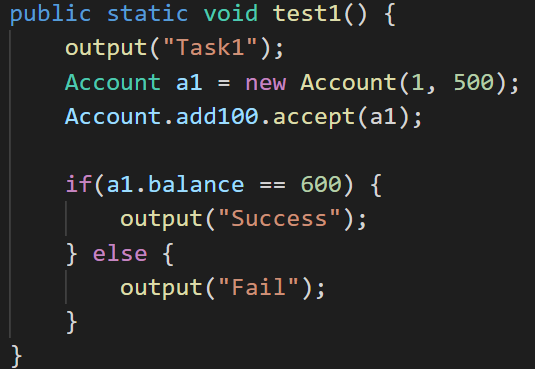 public static void test1() {
output("Task1");
Account a1 = new Account(1, 500);
Account.add100.accept(a1);
if(a1.balance == 600) {
output("Success");
} else {
output("Fail");
}
}